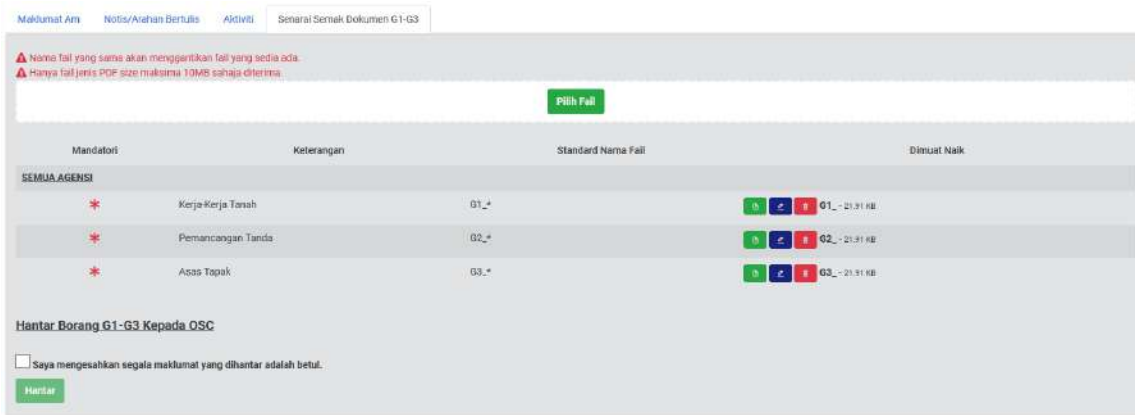 Maklumat Am Notis/Arahan Bertulis Aktiviti Senarai Semak Dokumen G1-G3
Nama fail yang sama akan menggantikan fail yang sedia ada.
Hanya fail jenis PDF size maksima 10MB sahaja diterima.
Pilih Fail
Mandatori Keterangan Standard Nama Fail Dimuat Naik
SEMUA AGENSI
* Kerja-Kerja Tanah G1_* G1_ - 21.91 KB
* Pemancangan Tanda G2_* G2_ - 21.91 KB
* Asas Tapak G3_* G3_ - 21.91 KB
Hantar Borang G1-G3 Kepada OSC
Saya mengesahkan segala maklumat yang dihantar adalah betul.
Hantar